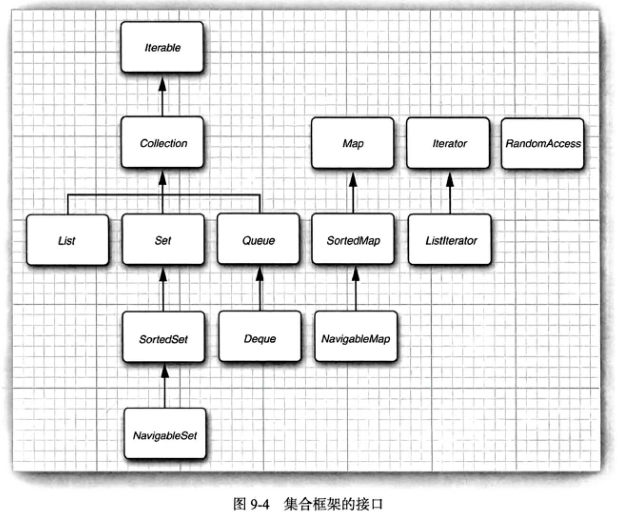 Iterable
Collection
Map
Iterator
RandomAccess
List
Set
Queue
SortedMap
ListIterator
SortedSet
Deque
NavigableMap
NavigableSet
图 9-4 集合框架的接口